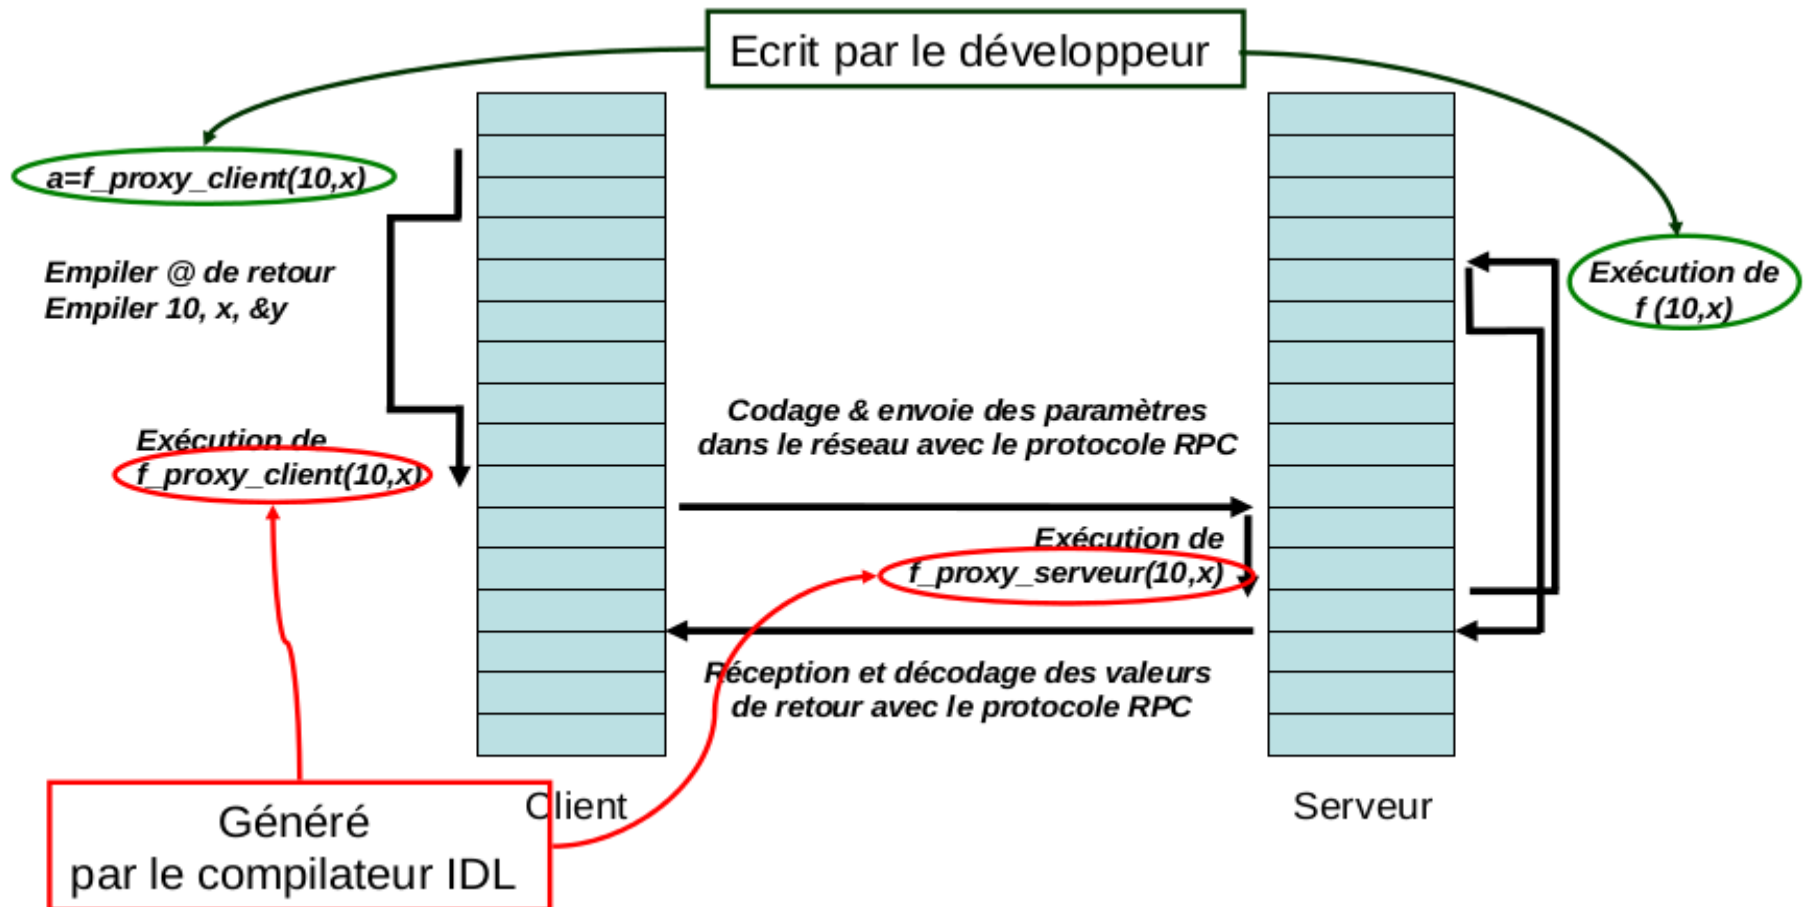 Ecrit par le développeur
a=f_proxy_client(10,x)
Empiler @ de retour
Empiler 10, x, &y
Exécution de
f (10,x)
Codage & envoie des paramètres
dans le réseau avec le protocole RPC
Exécution de
f_proxy_client(10,x)
Exécution de
f_proxy_serveur(10,x)
Réception et décodage des valeurs
de retour avec le protocole RPC
Client
Serveur
Généré
par le compilateur IDL